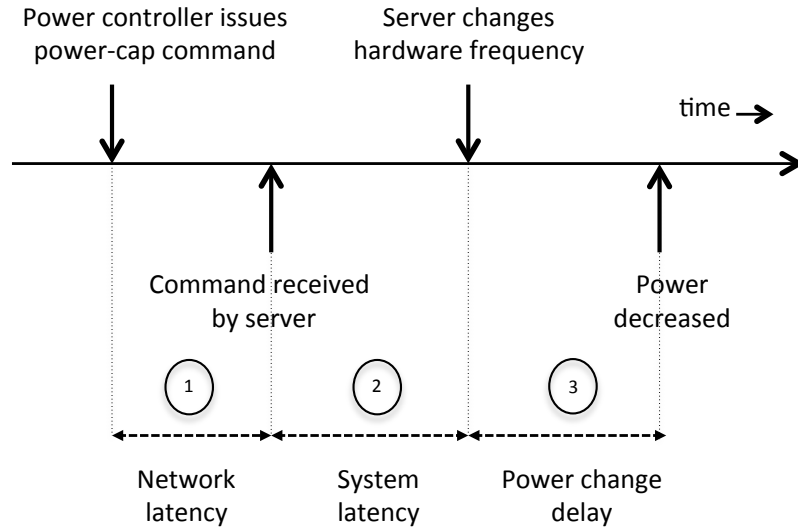 Power controller issues
power-cap command
Server changes
hardware frequency
time
Command received
by server
Power
decreased
1
2
3
Network
latency
System
latency
Power change
delay